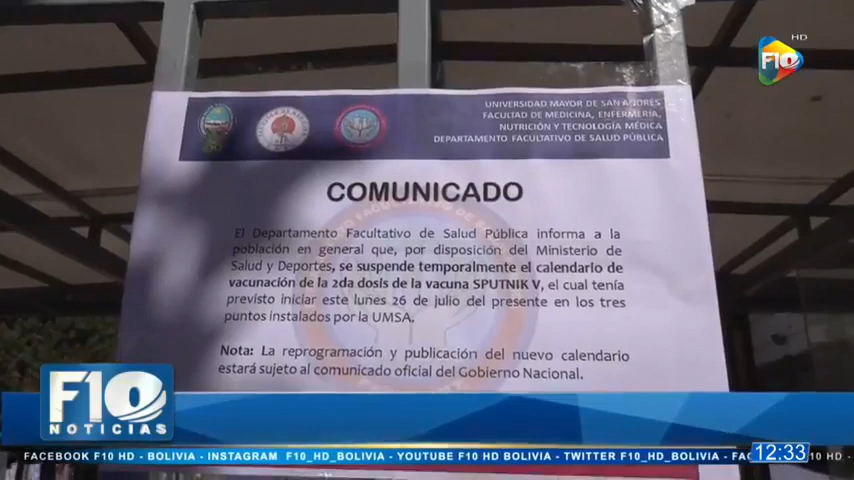 HD
F10
UNIVERSIDAD MAYOR DE SAN ANDRES
FACULTAD DE MEDICINA, ENFERMERÍA,
NUTRICIÓN Y TECNOLOGÍA MÉDICA
DEPARTAMENTO FACULTATIVO DE SALUD PÚBLICA
COMUNICADO
El Departamento Facultativo de Salud Pública informa a la
población en general que, por disposición del Ministerio de
Salud y Deportes, se suspende temporalmente el calendario de
vacunación de la 2da dosis de la vacuna SPUTNIK V, el cual tenía
previsto iniciar este lunes 26 de julio del presente en los tres
puntos instalados por la UMSA.
Nota: La reprogramación y publicación del nuevo calendario
estará sujeto al comunicado oficial del Gobierno Nacional.
F10
NOTICIAS
FACEBOOK F10 HD - BOLIVIA - INSTAGRAM F10_HD_BOLIVIA - YOUTUBE F10 HD BOLIVIA - TWITTER F10_HD_BOLIVIA - FA
12:33
10 HD - BOLIVIA